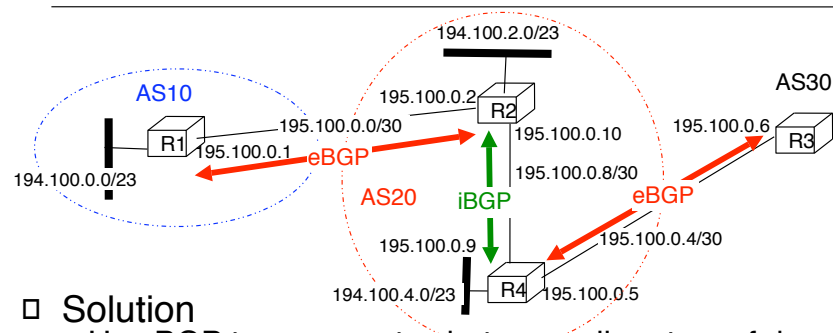 194.100.2.0/23
AS10
AS30
195.100.0.2
R2
195.100.0.0/30
195.100.0.10
195.100.0.6
R1
195.100.0.1
R3
eBGP
194.100.0.0/23
195.100.0.8/30
AS20
iBGP
eBGP
195.100.0.9
195.100.0.4/30
194.100.4.0/23
R4
195.100.0.5
Solution